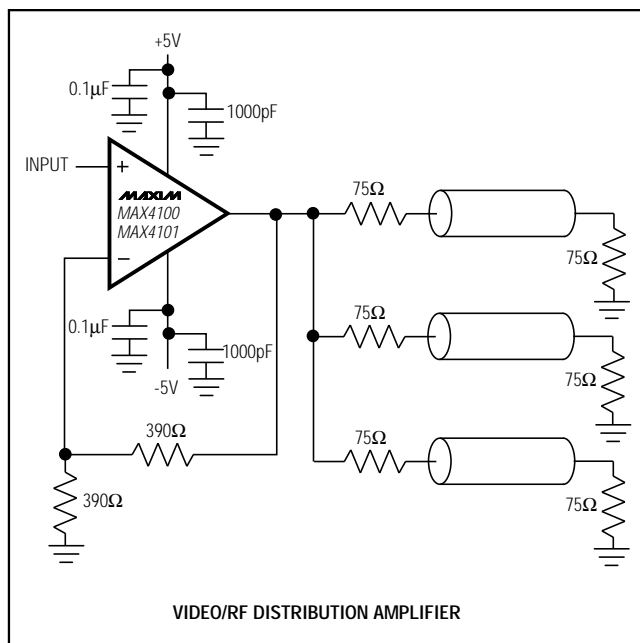 +5V
0.1µF
1000pF
INPUT
+
MAXIM
MAX4100
MAX4101
−
75Ω
75Ω
0.1µF
1000pF
-5V
75Ω
75Ω
390Ω
75Ω
75Ω
390Ω
VIDEO/RF DISTRIBUTION AMPLIFIER